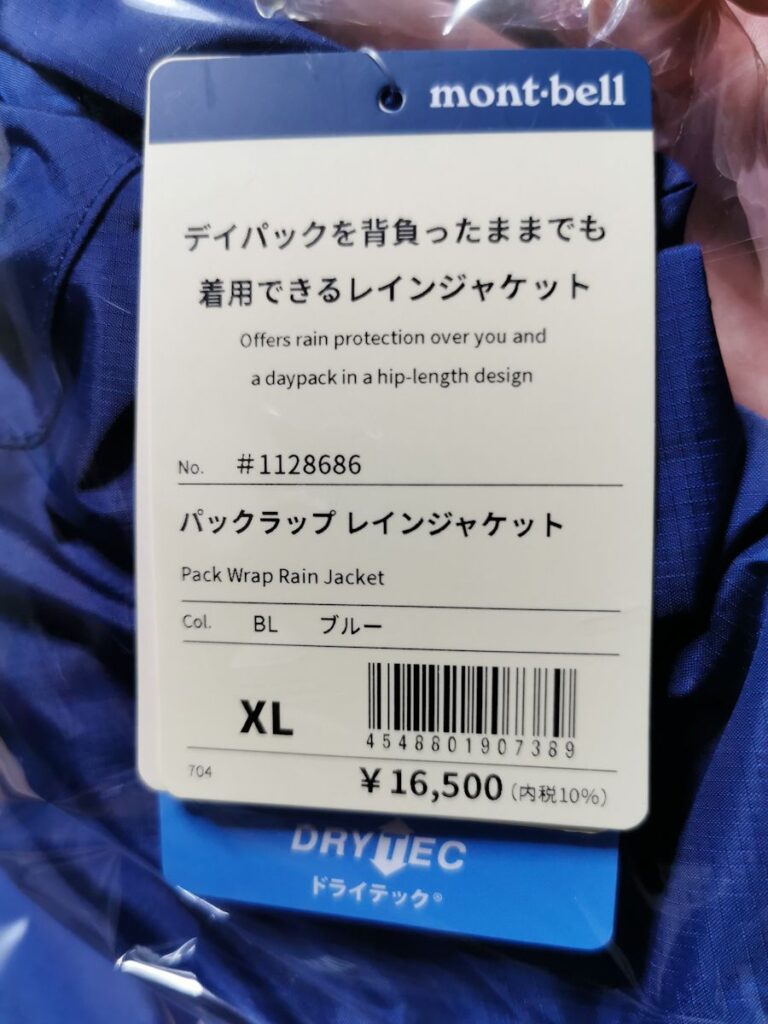 mont-bell
デイパックを背負ったままでも
着用できるレインジャケット
Offers rain protection over you and
a daypack in a hip-length design
No. #1128686
パックラップ レインジャケット
Pack Wrap Rain Jacket
Col. BL ブルー
XL
4548801907389
704 ¥16,500(内税10%)
DRYTEC
ドライテック®